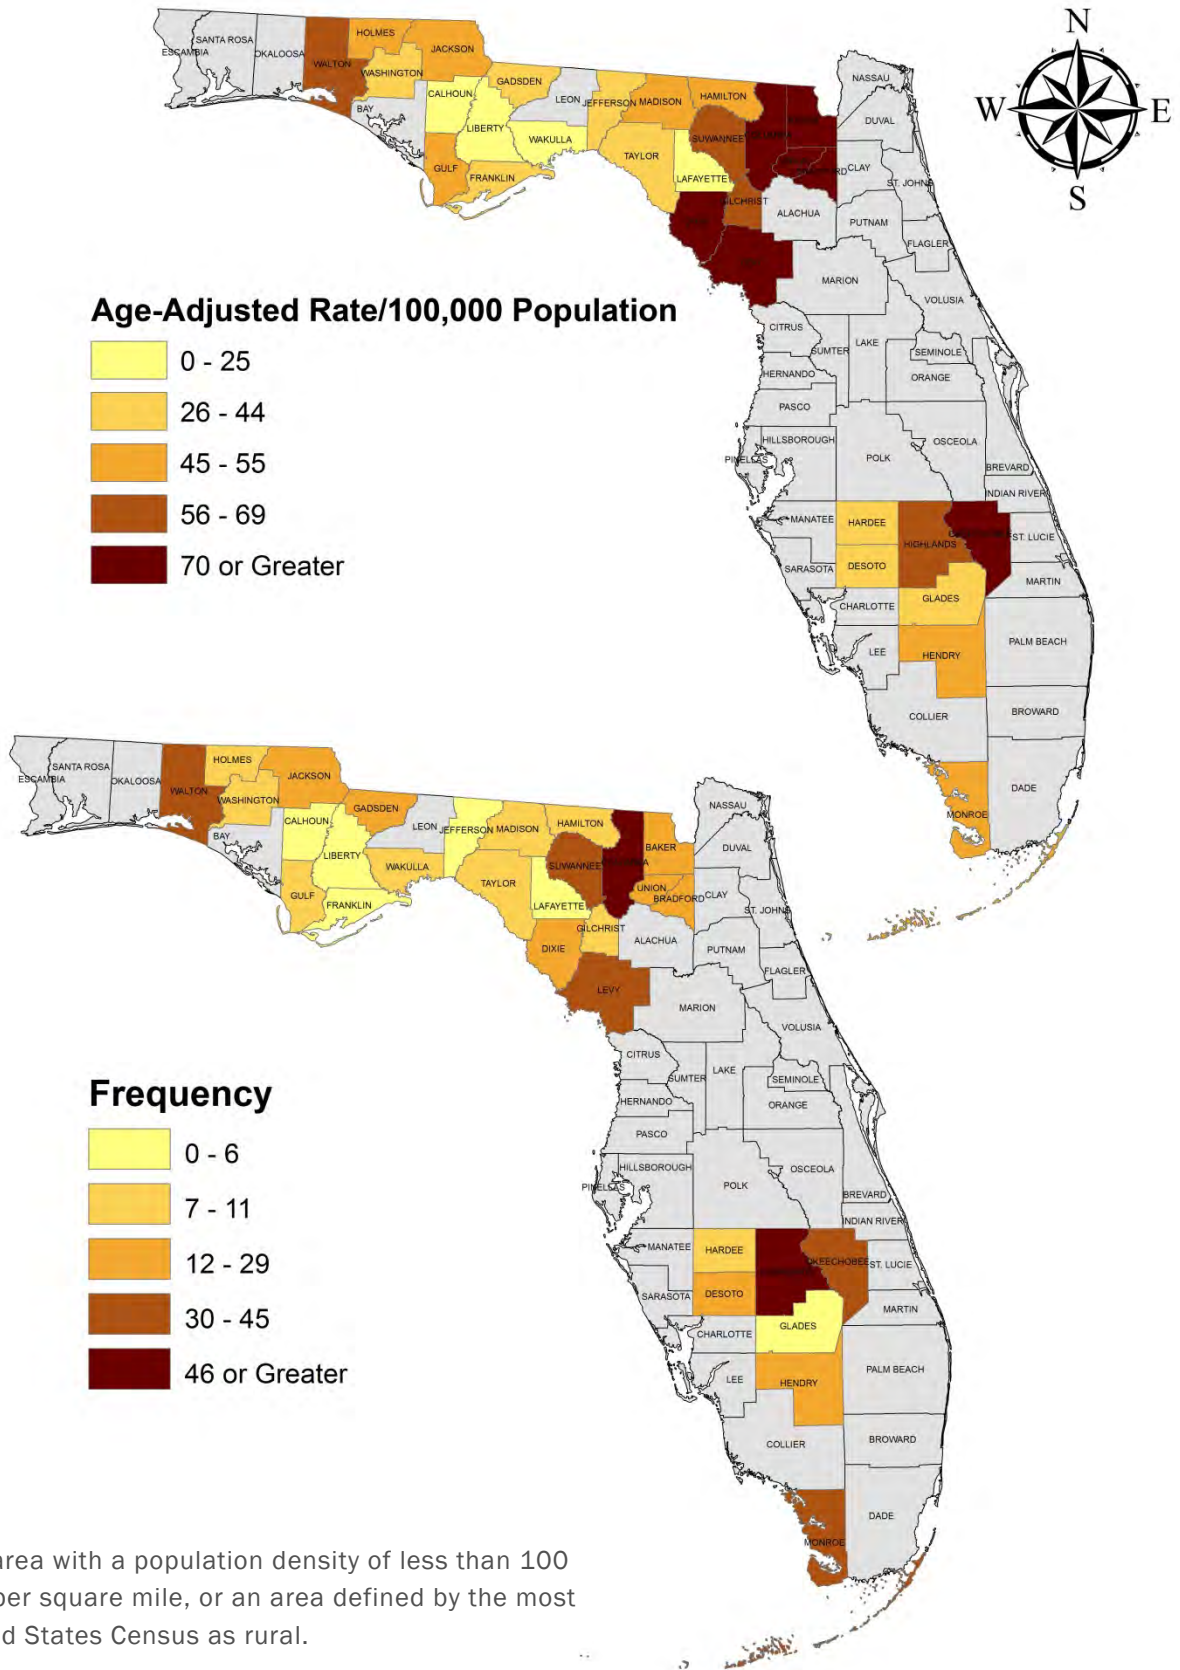 N
W
E
S
ESCAMBIA
SANTA ROSA
OKALOOSA
WALTON
HOLMES
JACKSON
WASHINGTON
BAY
CALHOUN
GADSDEN
LEON
JEFFERSON
MADISON
HAMILTON
LIBERTY
WAKULLA
TAYLOR
SUWANNEE
LAFAYETTE
GULF
FRANKLIN
GILCHRIST
NASSAU
DUVAL
CLAY
ST. JOHNS
ALACHUA
PUTNAM
FLAGLER
MARION
VOLUSIA
CITRUS
SUMTER
LAKE
SEMINOLE
HERNANDO
ORANGE
PASCO
HILLSBOROUGH
PINELLAS
POLK
OSCEOLA
BREVARD
INDIAN RIVER
MANATEE
HARDEE
HIGHLANDS
ST. LUCIE
SARASOTA
DESOTO
MARTIN
CHARLOTTE
GLADES
LEE
HENDRY
PALM BEACH
COLLIER
BROWARD
DADE
MONROE
Age-Adjusted Rate/100,000 Population
0 - 25
26 - 44
45 - 55
56 - 69
70 or Greater
ESCAMBIA
SANTA ROSA
OKALOOSA
WALTON
HOLMES
JACKSON
WASHINGTON
BAY
CALHOUN
GADSDEN
LEON
JEFFERSON
MADISON
HAMILTON
LIBERTY
WAKULLA
TAYLOR
SUWANNEE
LAFAYETTE
GULF
FRANKLIN
BAKER
UNION
BRADFORD
GILCHRIST
DIXIE
LEVY
NASSAU
DUVAL
CLAY
ST. JOHNS
ALACHUA
PUTNAM
FLAGLER
MARION
VOLUSIA
CITRUS
SUMTER
LAKE
SEMINOLE
HERNANDO
ORANGE
PASCO
HILLSBOROUGH
PINELLAS
POLK
OSCEOLA
BREVARD
INDIAN RIVER
MANATEE
HARDEE
OKEECHOBEE
ST. LUCIE
SARASOTA
DESOTO
MARTIN
CHARLOTTE
GLADES
LEE
HENDRY
PALM BEACH
COLLIER
BROWARD
DADE
MONROE
Frequency
0 - 6
7 - 11
12 - 29
30 - 45
46 or Greater
area with a population density of less than 100
per square mile, or an area defined by the most
d States Census as rural.